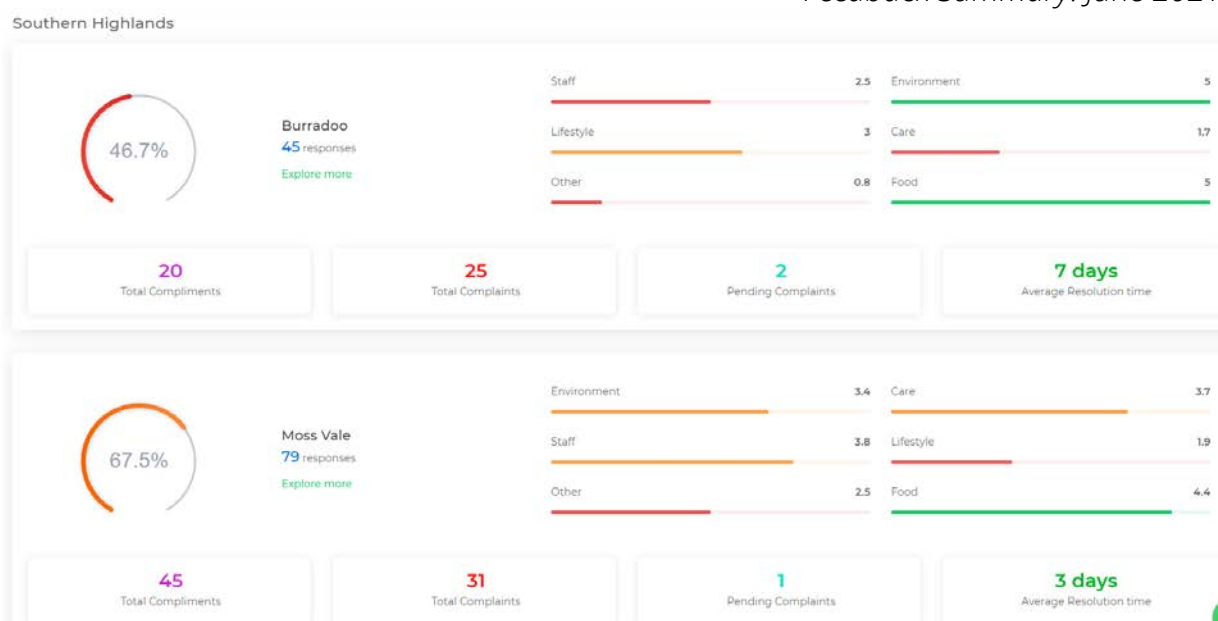 Southern Highlands
46.7%
Burradoo
45 responses
Explore more
Staff 2.5
Lifestyle 3
Other 0.8
Environment 5
Care 1.7
Food 5
20
Total Compliments
25
Total Complaints
2
Pending Complaints
7 days
Average Resolution time
67.5%
Moss Vale
79 responses
Explore more
Environment 3.4
Staff 3.8
Other 2.5
Care 3.7
Lifestyle 1.9
Food 4.4
45
Total Compliments
31
Total Complaints
1
Pending Complaints
3 days
Average Resolution time